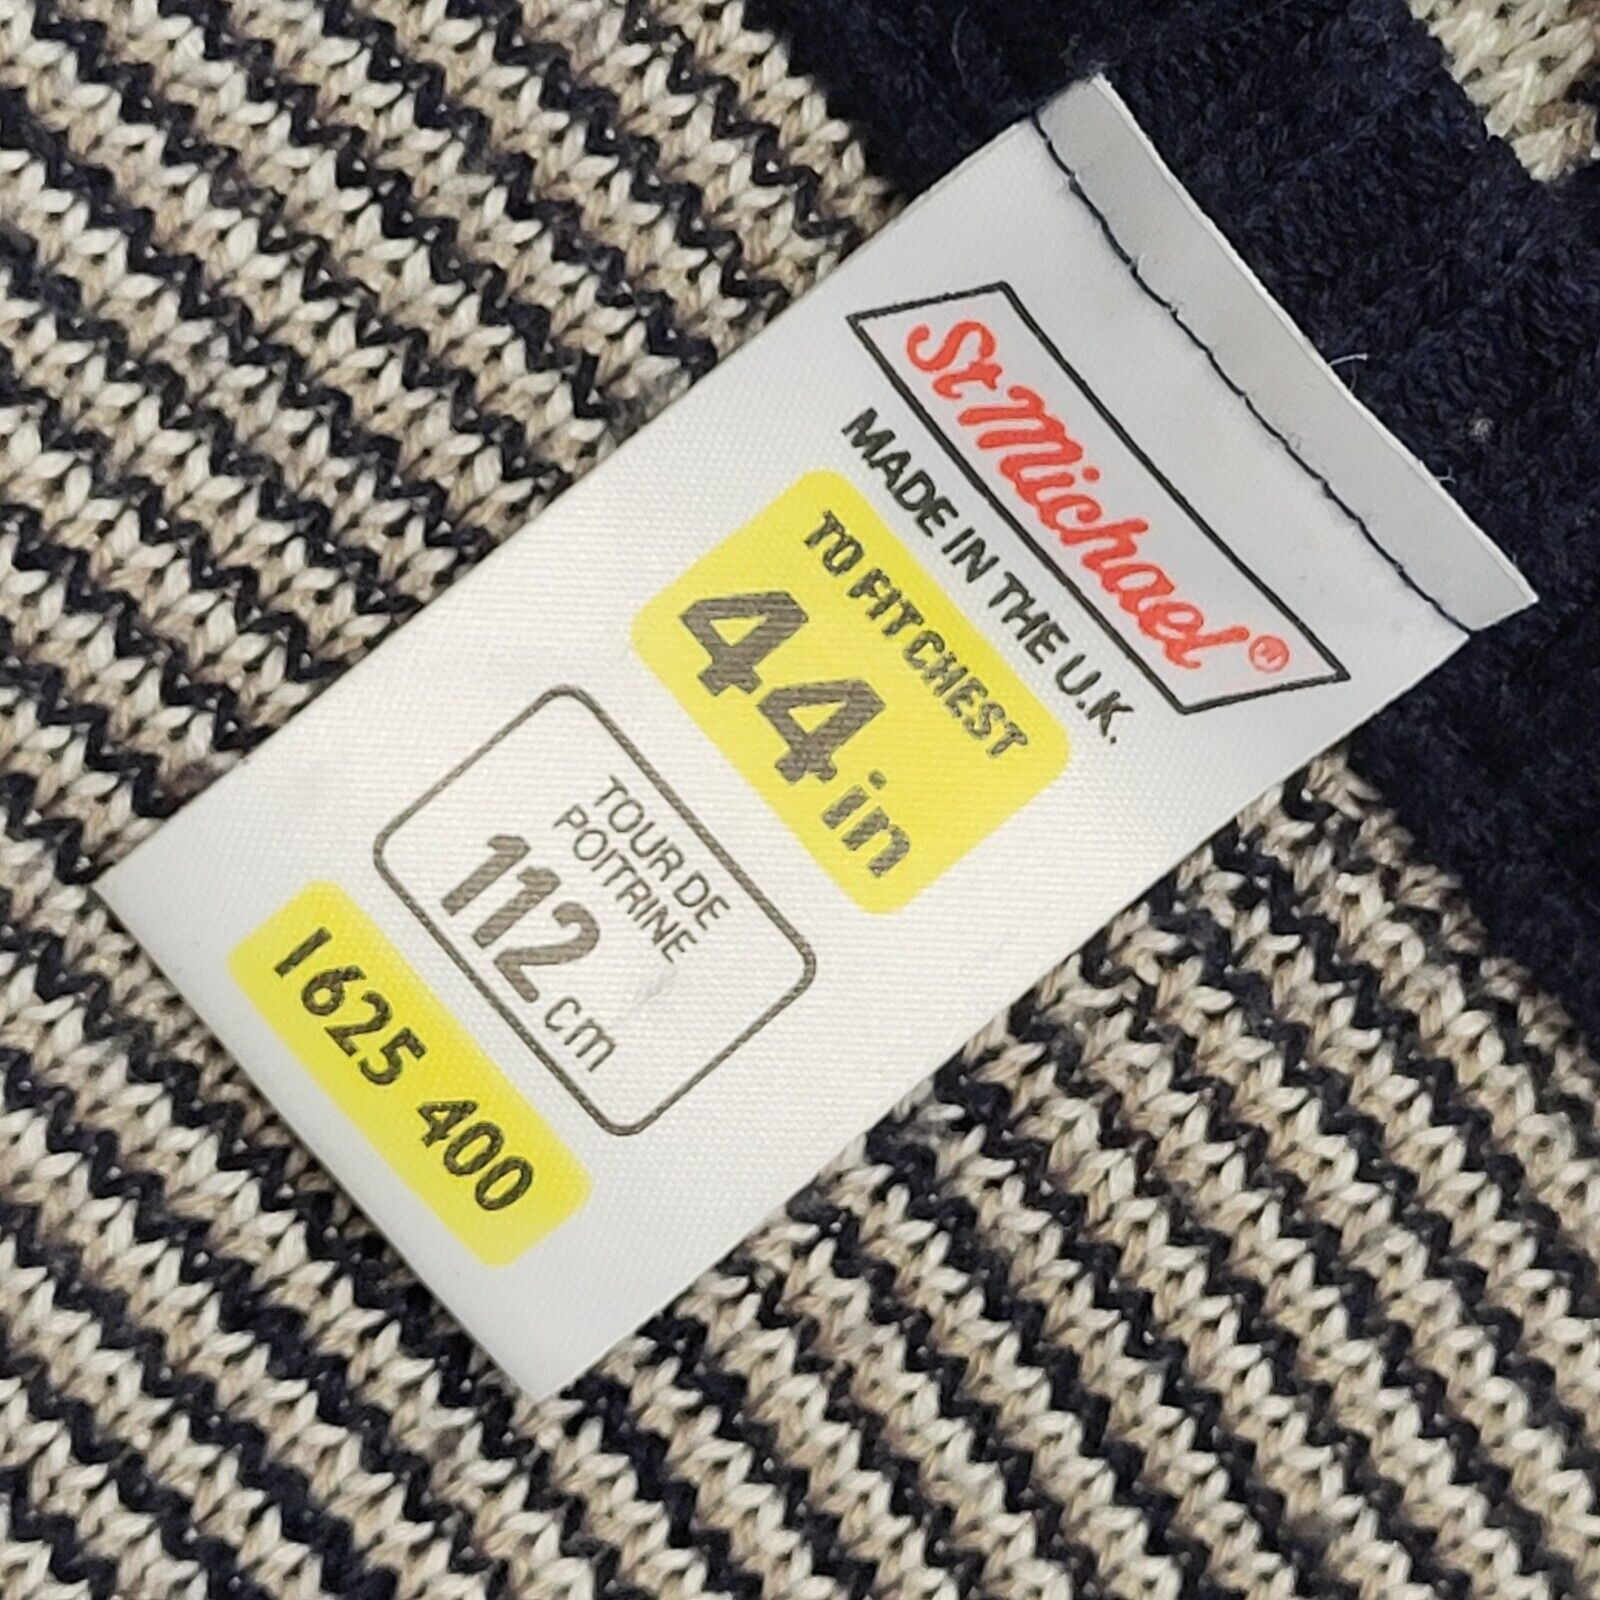 St Michael®
MADE IN THE U.K.
TO FIT CHEST
44 in
TOUR DE
POITRINE
112 cm
1625 400